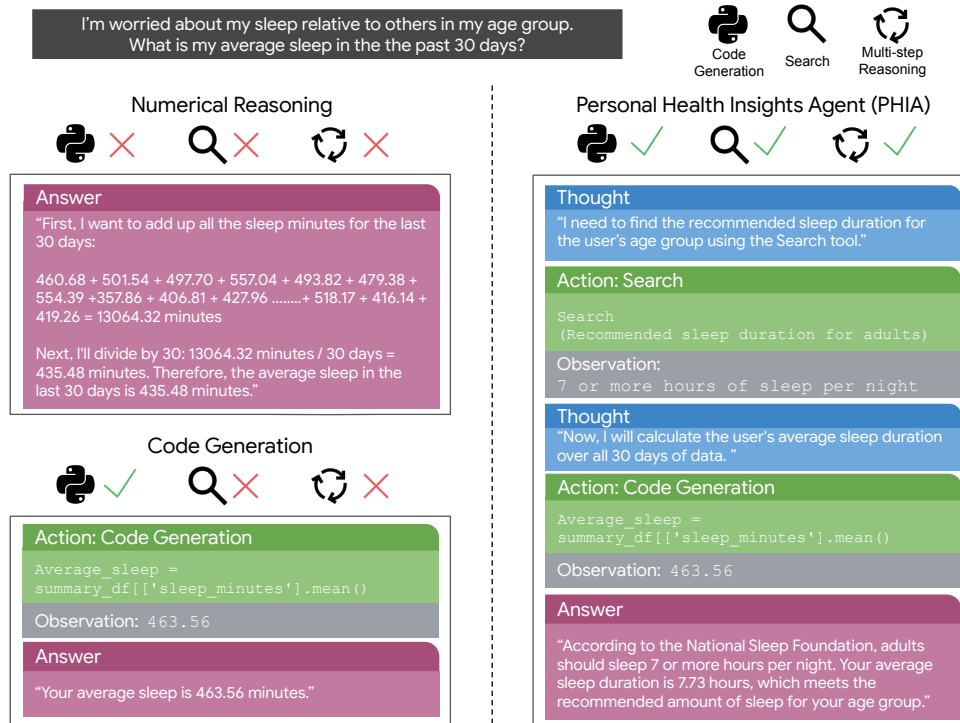 I'm worried about my sleep relative to others in my age group.
What is my average sleep in the the past 30 days?
Code
Generation
Search
Multi-step
Reasoning
Numerical Reasoning
Answer
“First, I want to add up all the sleep minutes for the last
30 days:
460.68 + 501.54 + 497.70 + 557.04 + 493.82 + 479.38 +
554.39 +357.86 + 406.81 + 427.96 ........+ 518.17 + 416.14 +
419.26 = 13064.32 minutes
Next, I'll divide by 30: 13064.32 minutes / 30 days =
435.48 minutes. Therefore, the average sleep in the
last 30 days is 435.48 minutes.”
Code Generation
Action: Code Generation
Average_sleep =
summary_df[['sleep_minutes'].mean()
Observation: 463.56
Answer
“Your average sleep is 463.56 minutes.”
Personal Health Insights Agent (PHIA)
Thought
“I need to find the recommended sleep duration for
the user's age group using the Search tool.”
Action: Search
Search
(Recommended sleep duration for adults)
Observation:
7 or more hours of sleep per night
Thought
“Now, I will calculate the user's average sleep duration
over all 30 days of data. ”
Action: Code Generation
Average_sleep =
summary_df[['sleep_minutes'].mean()
Observation: 463.56
Answer
“According to the National Sleep Foundation, adults
should sleep 7 or more hours per night. Your average
sleep duration is 7.73 hours, which meets the
recommended amount of sleep for your age group.”